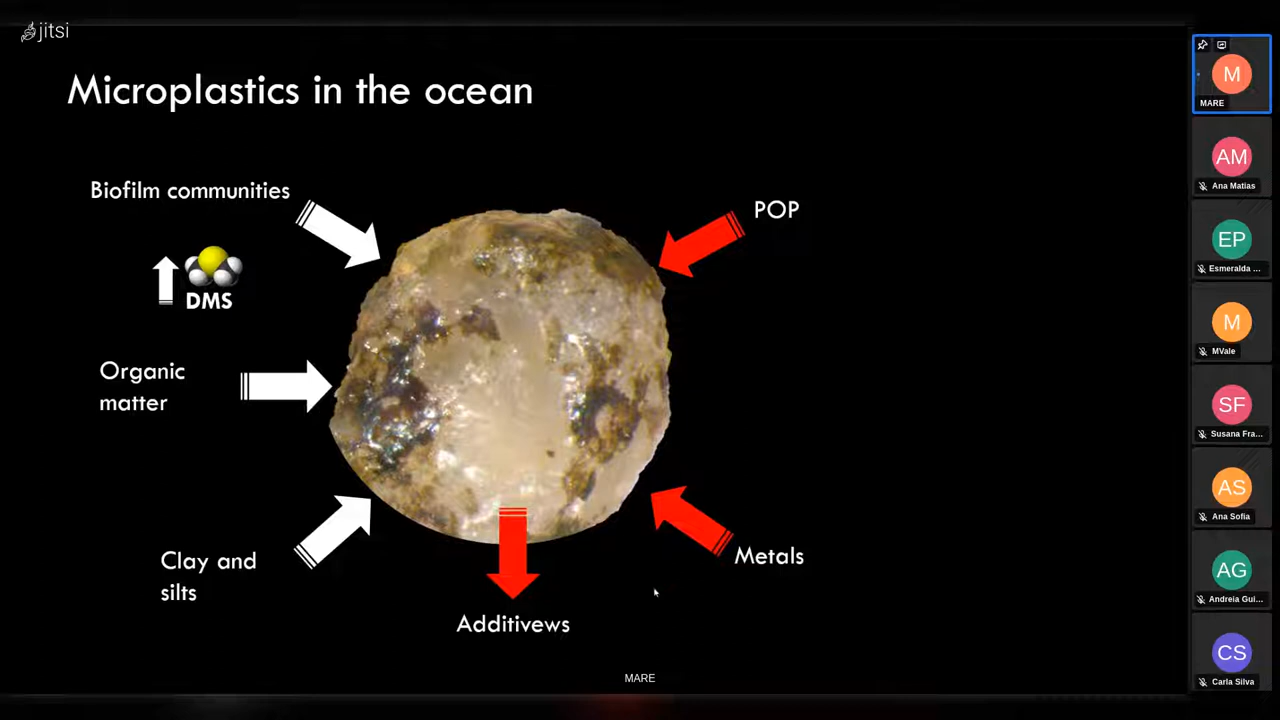 jitsi
Microplastics in the ocean
Biofilm communities
POP
DMS
Organic
matter
Clay and
silts
Metals
Additivews
MARE
M
MARE
AM
Ana Matias
EP
Esmeralda ...
M
MVale
SF
Susana Fra...
AS
Ana Sofia
AG
Andreia Gui...
CS
Carla Silva